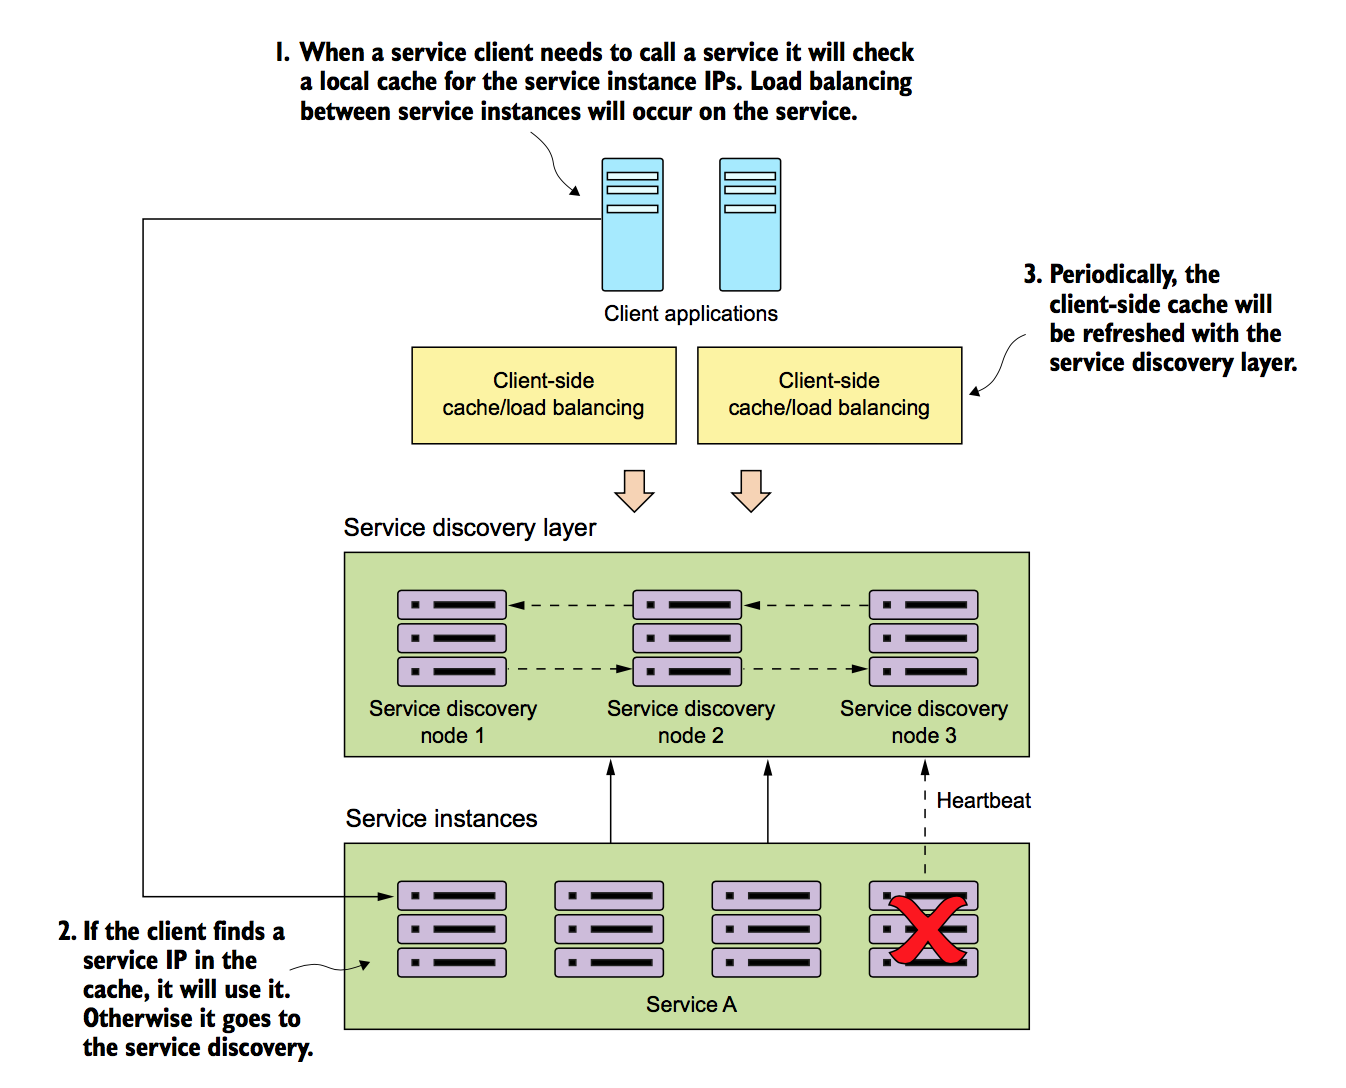 1. When a service client needs to call a service it will check
a local cache for the service instance IPs. Load balancing
between service instances will occur on the service.
Client applications
3. Periodically, the
client-side cache will
be refreshed with the
service discovery layer.
Client-side
cache/load balancing
Client-side
cache/load balancing
Service discovery layer
Service discovery
node 1
Service discovery
node 2
Service discovery
node 3
Heartbeat
Service instances
2. If the client finds a
service IP in the
cache, it will use it.
Otherwise it goes to
the service discovery.
Service A